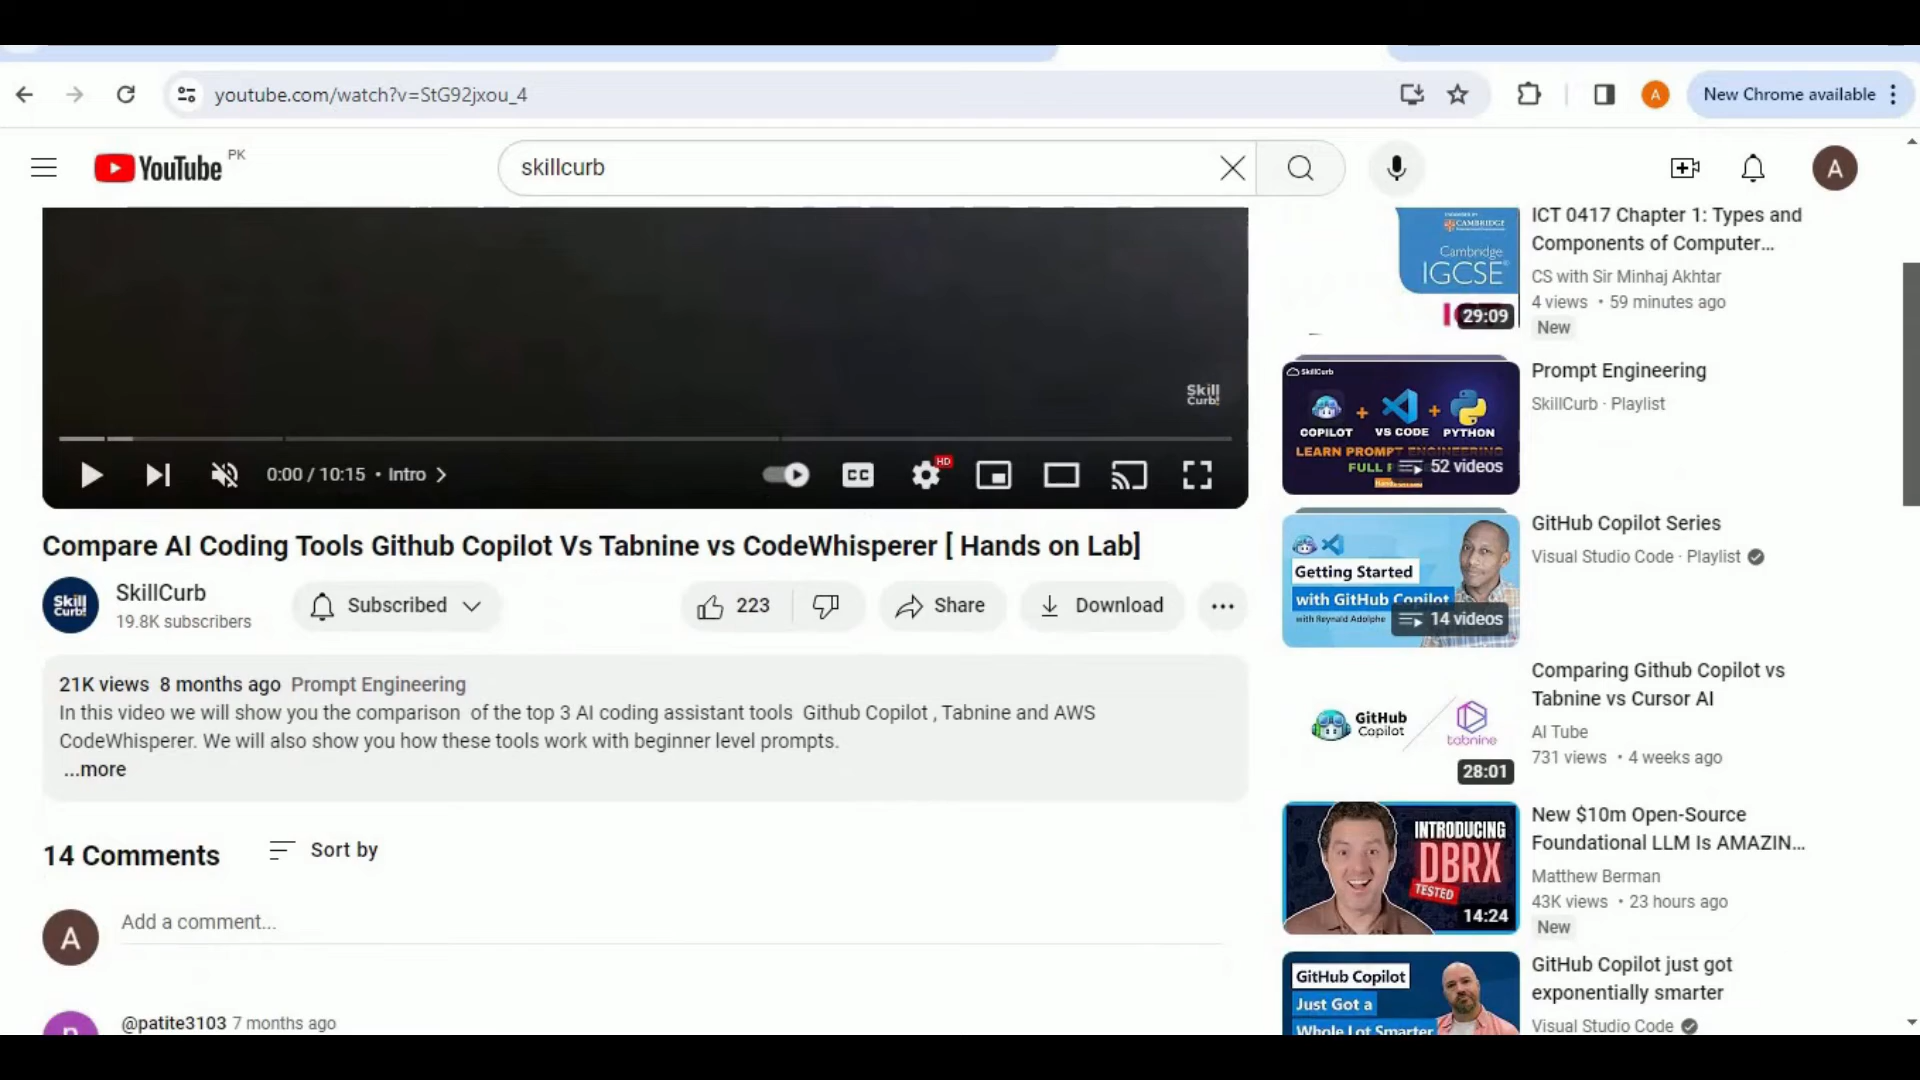 youtube.com/watch?v=StG92jxou_4
A
New Chrome available
YouTube PK
skillcurb
A
Skill
Curb!
0:00 / 10:15 • Intro
CC
HD
Compare AI Coding Tools Github Copilot Vs Tabnine vs CodeWhisperer [ Hands on Lab]
Skill
Curb!
SkillCurb
19.8K subscribers
Subscribed
223
Share
Download
21K views 8 months ago Prompt Engineering
In this video we will show you the comparison of the top 3 AI coding assistant tools Github Copilot , Tabnine and AWS
CodeWhisperer. We will also show you how these tools work with beginner level prompts.
...more
14 Comments
Sort by
A
Add a comment...
@patite3103 7 months ago
CAMBRIDGE
Cambridge
IGCSE
29:09
ICT 0417 Chapter 1: Types and
Components of Computer...
CS with Sir Minhaj Akhtar
4 views • 59 minutes ago
New
SkillCurb
COPILOT + VS CODE + PYTHON
LEARN PROMPT ENGINEERING
FULL
52 videos
Prompt Engineering
SkillCurb · Playlist
Getting Started
with GitHub Copilot
with Reynald Adolphe
14 videos
GitHub Copilot Series
Visual Studio Code · Playlist
GitHub
Copilot
tabnine
28:01
Comparing Github Copilot vs
Tabnine vs Cursor AI
AI Tube
731 views • 4 weeks ago
INTRODUCING
DBRX
TESTED
14:24
New $10m Open-Source
Foundational LLM Is AMAZIN...
Matthew Berman
43K views • 23 hours ago
New
GitHub Copilot
Just Got a
Whole Lot Smarter
GitHub Copilot just got
exponentially smarter
Visual Studio Code